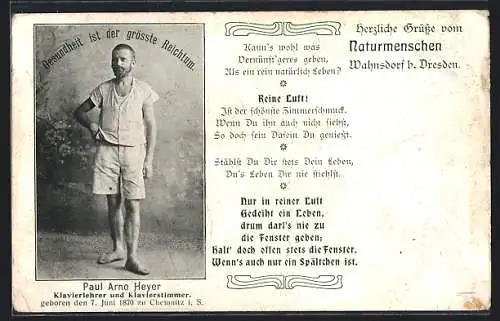 Gesundheit ist der grösste Reichtum.
Paul Arno Heyer
Klavierlehrer und Klavierstimmer.
geboren den 7. Juni 1870 zu Chemnitz i. S.
Kann's wohl was
Vernünft'geres geben,
Als ein rein natürlich Leben?
Reine Luft!
Ist der schönste Zimmerschmuck.
Wenn Du ihn auch nicht siehst,
So doch sein Dasein Du genießt.
Stählst Du Dir stets Dein Leben,
Du's Leben Dir nie stiehlst.
Nur in reiner Luft
Gedeiht ein Leben,
drum darf's nie zu
die Fenster geben;
Halt' doch offen stets die Fenster,
Wenn's auch nur ein Spältchen ist.
Herzliche Grüße vom
Naturmenschen
Wahnsdorf b. Dresden.